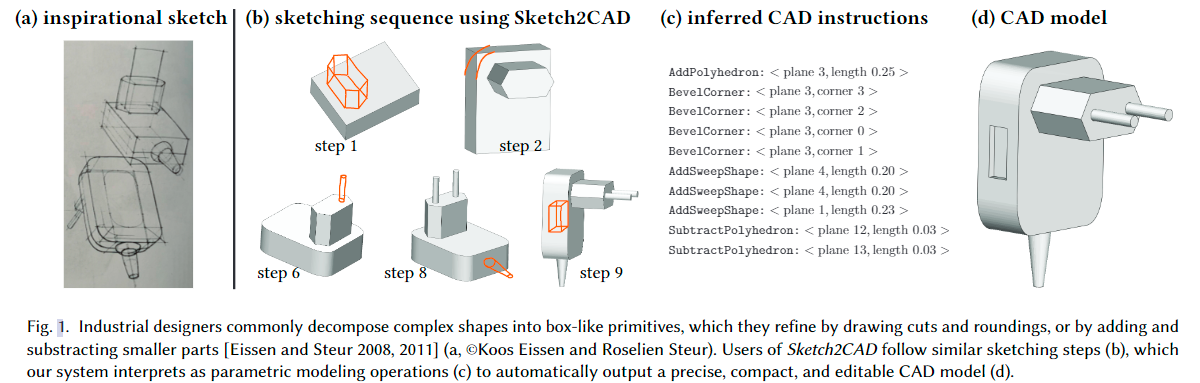 (a) inspirational sketch
(b) sketching sequence using Sketch2CAD
(c) inferred CAD instructions
(d) CAD model
step 1
step 2
step 6
step 8
step 9
AddPolyhedron: < plane 3, length 0.25 >
BevelCorner: < plane 3, corner 3 >
BevelCorner: < plane 3, corner 2 >
BevelCorner: < plane 3, corner 0 >
BevelCorner: < plane 3, corner 1 >
AddSweepShape: < plane 4, length 0.20 >
AddSweepShape: < plane 4, length 0.20 >
AddSweepShape: < plane 1, length 0.23 >
SubtractPolyhedron: < plane 12, length 0.03 >
SubtractPolyhedron: < plane 13, length 0.03 >
Fig. 1. Industrial designers commonly decompose complex shapes into box-like primitives, which they refine by drawing cuts and roundings, or by adding and
substracting smaller parts [Eissen and Steur 2008, 2011] (a, ©Koos Eissen and Roselien Steur). Users of Sketch2CAD follow similar sketching steps (b), which
our system interprets as parametric modeling operations (c) to automatically output a precise, compact, and editable CAD model (d).